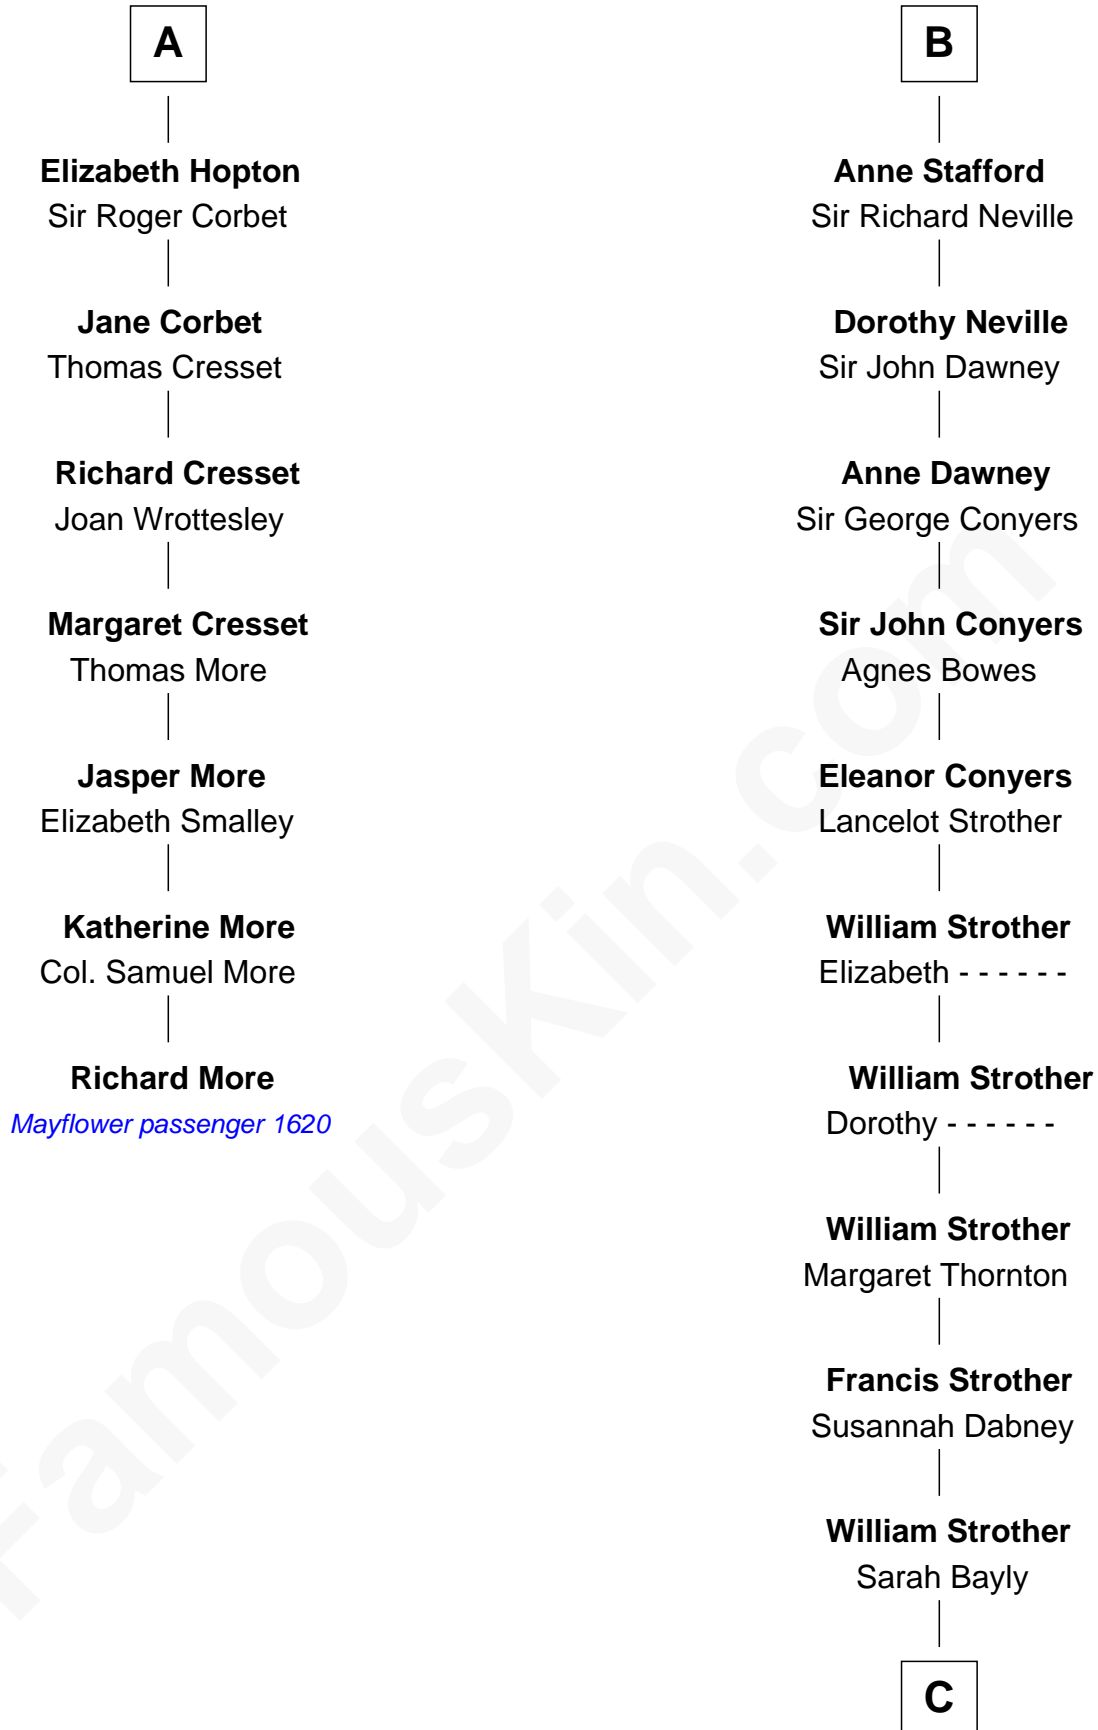 A
Elizabeth Hopton
Sir Roger Corbet
Jane Corbet
Thomas Cresset
Richard Cresset
Joan Wrottesley
Margaret Cresset
Thomas More
Jasper More
Elizabeth Smalley
Katherine More
Col. Samuel More
Richard More
Mayflower passenger 1620
B
Anne Stafford
Sir Richard Neville
Dorothy Neville
Sir John Dawney
Anne Dawney
Sir George Conyers
Sir John Conyers
Agnes Bowes
Eleanor Conyers
Lancelot Strother
William Strother
Elizabeth - - - - - -
William Strother
Dorothy - - - - - -
William Strother
Margaret Thornton
Francis Strother
Susannah Dabney
William Strother
Sarah Bayly
C
FamousKin.com